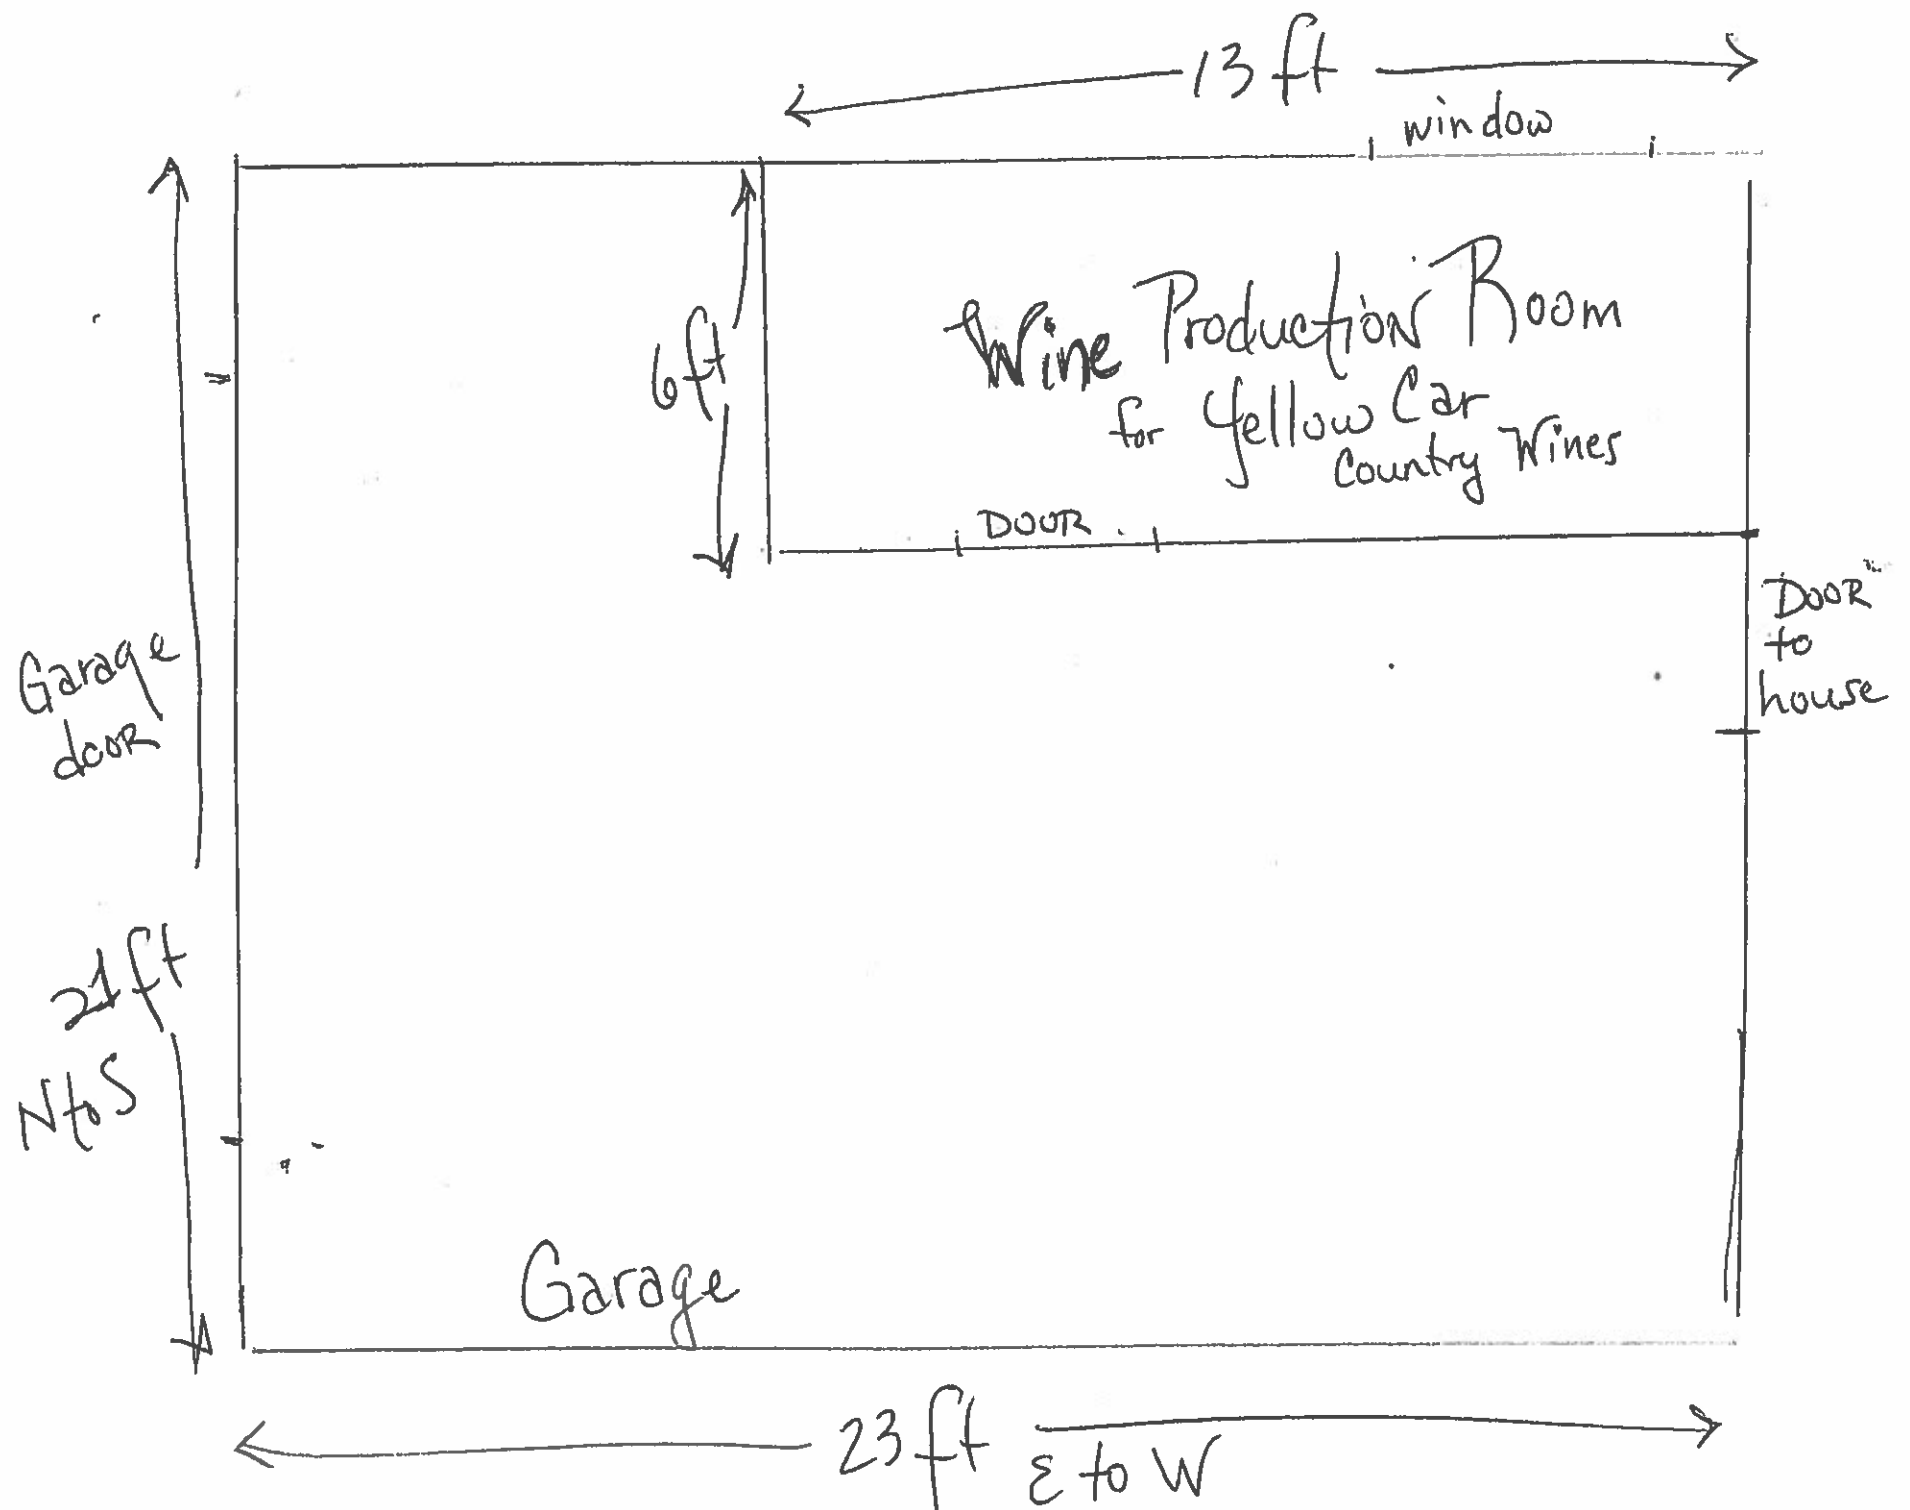 13 ft
window
6 ft
Wine Production Room
for Yellow Car
Country Wines
DOOR
DOOR
to
house
Garage
door
21 ft
N to S
Garage
23 ft
E to W